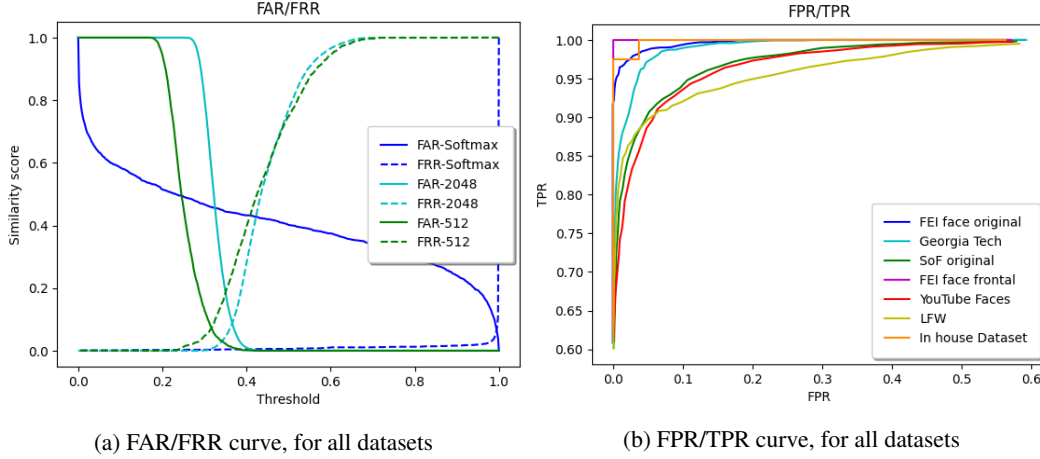 FAR/FRR
1.0
0.8
0.6
0.4
0.2
0.0
Similarity score
0.0 0.2 0.4 0.6 0.8 1.0
Threshold
FAR-Softmax
FRR-Softmax
FAR-2048
FRR-2048
FAR-512
FRR-512
(a) FAR/FRR curve, for all datasets
FPR/TPR
1.00
0.95
0.90
0.85
0.80
0.75
0.70
0.65
0.60
TPR
0.0 0.1 0.2 0.3 0.4 0.5 0.6
FPR
FEI face original
Georgia Tech
SoF original
FEI face frontal
YouTube Faces
LFW
In house Dataset
(b) FPR/TPR curve, for all datasets